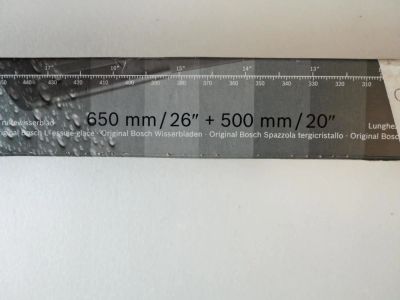 17" 16" 15" 14" 13"
440 430 420 410 400 390 380 370 360 350 340 330 320 310
650 mm/26" + 500 mm/20"
Lunghez
Original Bosch L'essuie-glace · Original Bosch Wisserbladen · Original Bosch Spazzola tergicristallo · Original Bosch